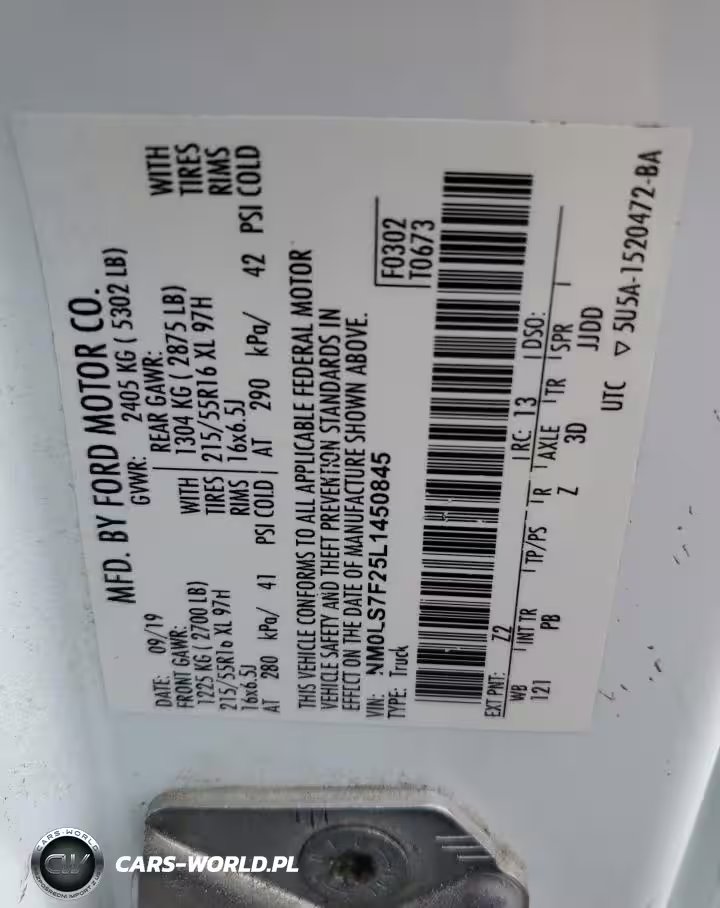 MFD. BY FORD MOTOR CO.
DATE: 09/19 GVWR: 2405 KG ( 5302 LB)
FRONT GAWR: REAR GAWR:
1225 KG ( 2700 LB) WITH 1304 KG ( 2875 LB) WITH
215/55R16 XL 97H TIRES 215/55R16 XL 97H TIRES
16x6.5J RIMS 16x6.5J RIMS
AT 280 kPa/ 41 PSI COLD AT 290 kPa/ 42 PSI COLD
THIS VEHICLE CONFORMS TO ALL APPLICABLE FEDERAL MOTOR
VEHICLE SAFETY AND THEFT PREVENTION STANDARDS IN
EFFECT ON THE DATE OF MANUFACTURE SHOWN ABOVE.
VIN: NM0LS7F25L1450845 F0302
TYPE: Truck T0673
EXT PNT: Z2 RC: 13 DSO:
WB INT TR TP/PS R AXLE TR SPR
121 PB Z 3D JJDD
UTC ▽ 5U5A-1520472-BA
CARS-WORLD
CW
CARS-WORLD.PL